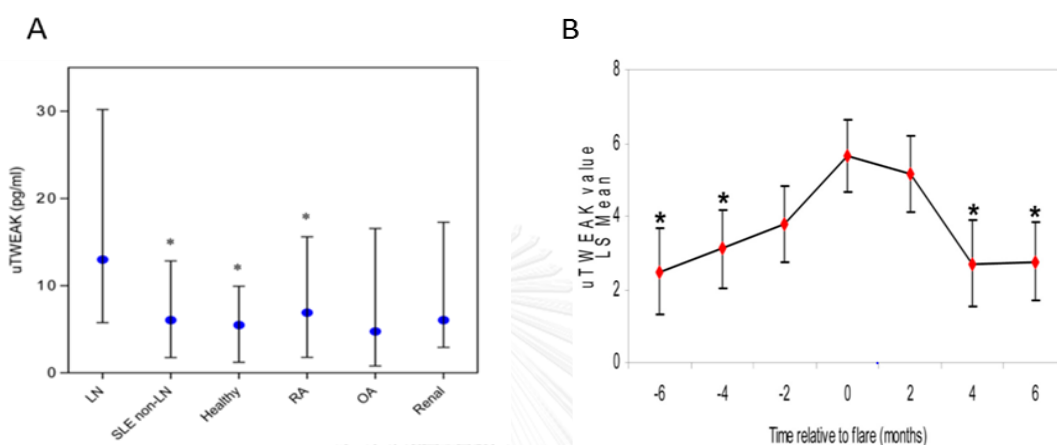 A
B
uTWEAK (pg/ml)
30
20
10
0
*
*
*
LN
SLE non-LN
Healthy
RA
OA
Renal
uTWEAK value
LS Mean
8
6
4
2
0
*
*
*
*
-6
-4
-2
0
2
4
6
Time relative to flare (months)